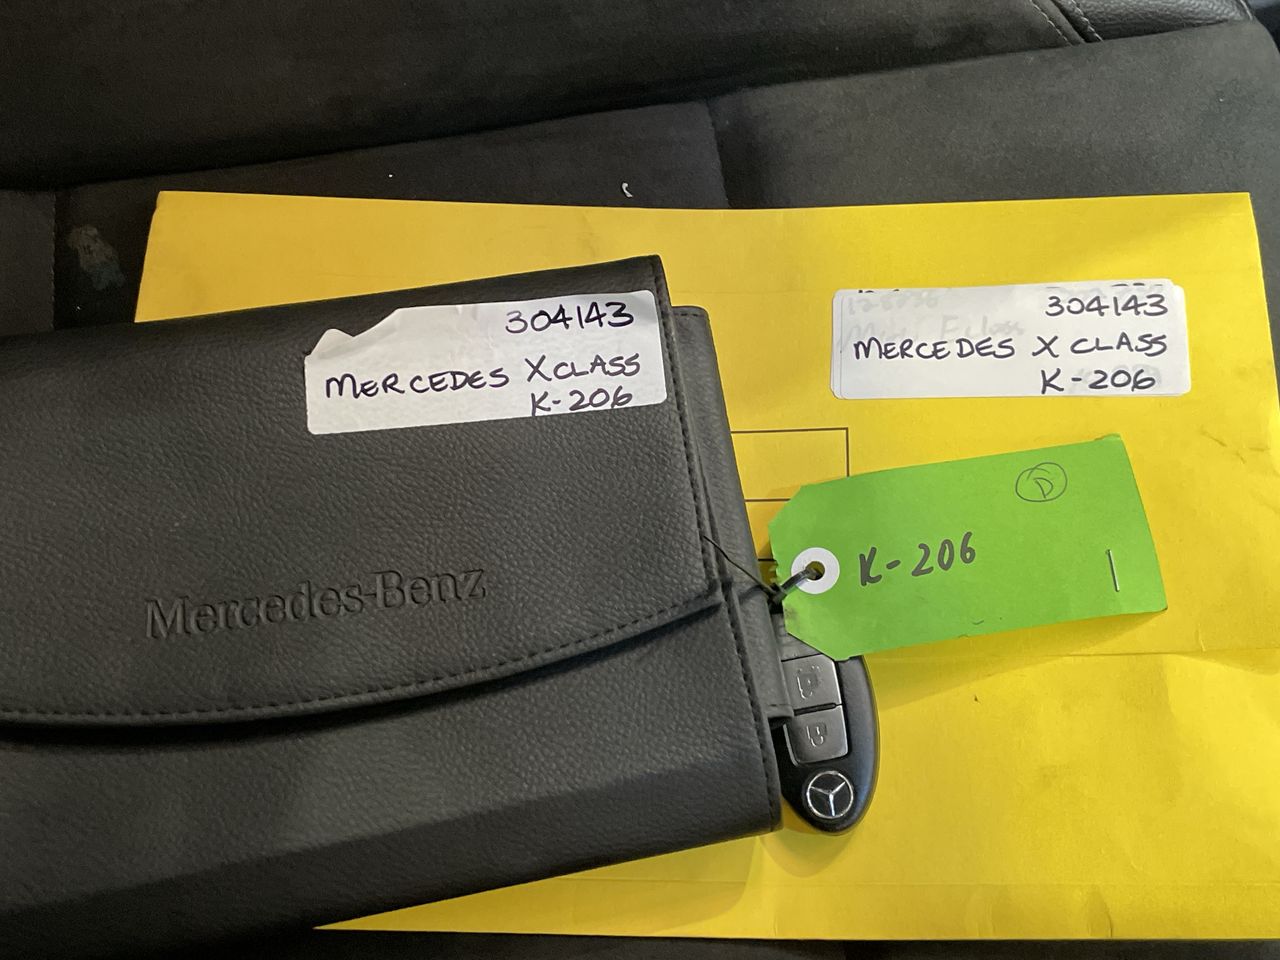 304143
MERCEDES X CLASS
K-206
Mercedes-Benz
304143
MERCEDES X CLASS
K-206
D
K-206